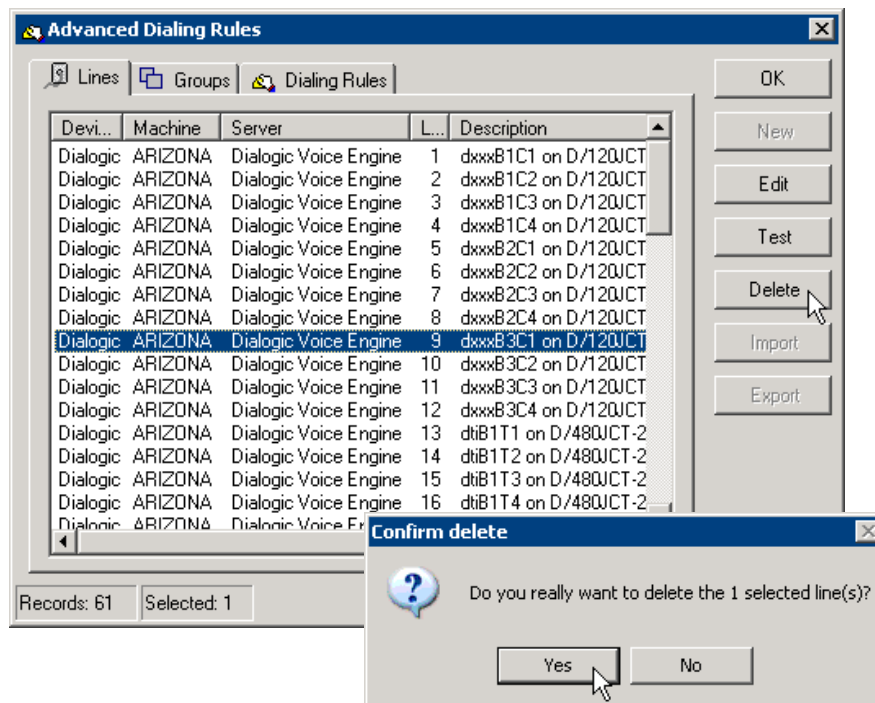 Advanced Dialing Rules
Lines Groups Dialing Rules
Devi... Machine Server L... Description
Dialogic ARIZONA Dialogic Voice Engine 1 dxxxB1C1 on D/120JCT
Dialogic ARIZONA Dialogic Voice Engine 2 dxxxB1C2 on D/120JCT
Dialogic ARIZONA Dialogic Voice Engine 3 dxxxB1C3 on D/120JCT
Dialogic ARIZONA Dialogic Voice Engine 4 dxxxB1C4 on D/120JCT
Dialogic ARIZONA Dialogic Voice Engine 5 dxxxB2C1 on D/120JCT
Dialogic ARIZONA Dialogic Voice Engine 6 dxxxB2C2 on D/120JCT
Dialogic ARIZONA Dialogic Voice Engine 7 dxxxB2C3 on D/120JCT
Dialogic ARIZONA Dialogic Voice Engine 8 dxxxB2C4 on D/120JCT
Dialogic ARIZONA Dialogic Voice Engine 9 dxxxB3C1 on D/120JCT
Dialogic ARIZONA Dialogic Voice Engine 10 dxxxB3C2 on D/120JCT
Dialogic ARIZONA Dialogic Voice Engine 11 dxxxB3C3 on D/120JCT
Dialogic ARIZONA Dialogic Voice Engine 12 dxxxB3C4 on D/120JCT
Dialogic ARIZONA Dialogic Voice Engine 13 dtiB1T1 on D/480JCT-2
Dialogic ARIZONA Dialogic Voice Engine 14 dtiB1T2 on D/480JCT-2
Dialogic ARIZONA Dialogic Voice Engine 15 dtiB1T3 on D/480JCT-2
Dialogic ARIZONA Dialogic Voice Engine 16 dtiB1T4 on D/480JCT-2
Dialogic ARIZONA Dialogic Voice
OK
New
Edit
Test
Delete
Import
Export
Records: 61 Selected: 1
Confirm delete
Do you really want to delete the 1 selected line(s)?
Yes No